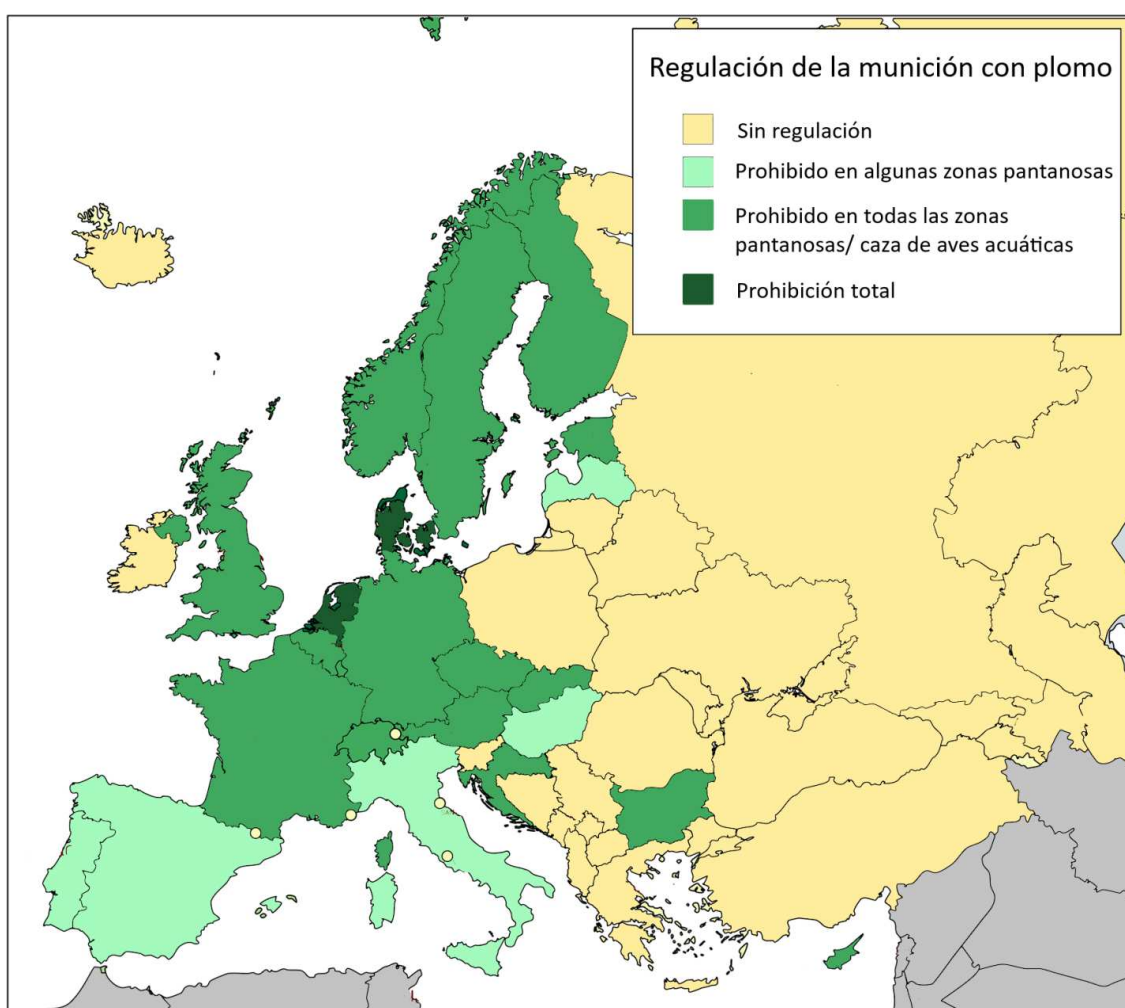 Regulación de la munición con plomo
Sin regulación
Prohibido en algunas zonas pantanosas
Prohibido en todas las zonas
pantanosas/ caza de aves acuáticas
Prohibición total